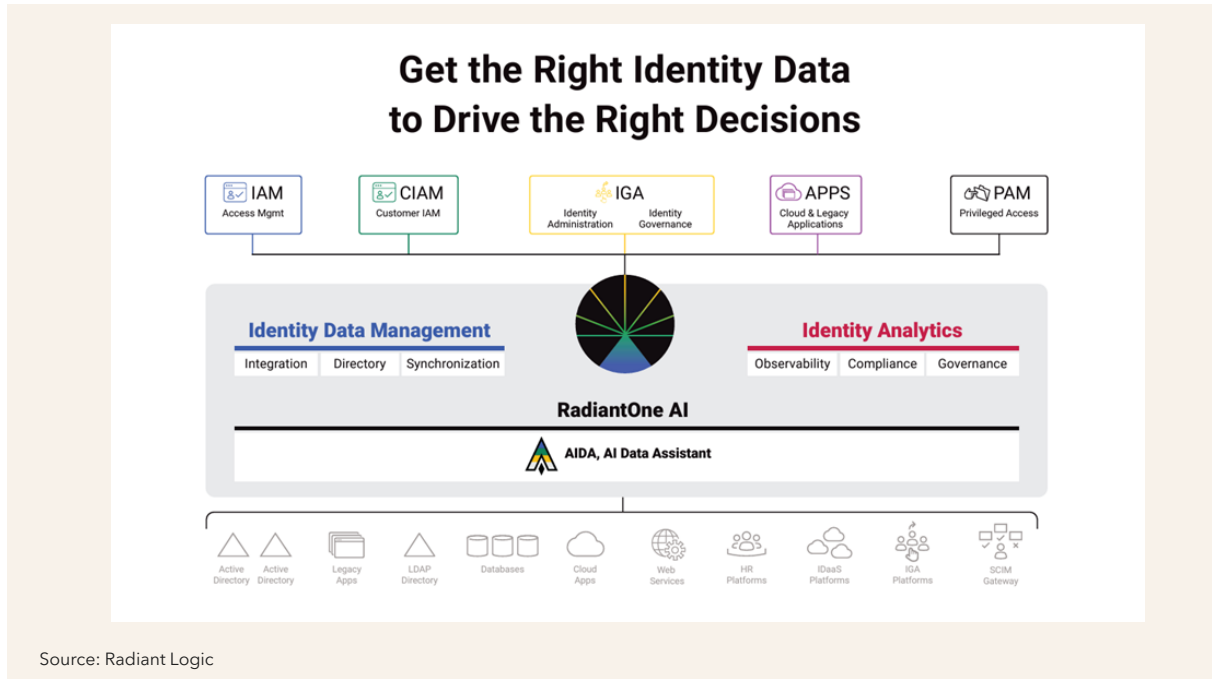 Get the Right Identity Data
to Drive the Right Decisions
IAM
Access Mgmt
CIAM
Customer IAM
IGA
Identity
Administration
Identity
Governance
APPS
Cloud & Legacy
Applications
PAM
Privileged Access
Identity Data Management
Integration
Directory
Synchronization
Identity Analytics
Observability
Compliance
Governance
RadiantOne AI
AIDA, AI Data Assistant
Active
Directory
Active
Directory
Legacy
Apps
LDAP
Directory
Databases
Cloud
Apps
Web
Services
HR
Platforms
IDaaS
Platforms
IGA
Platforms
SCIM
Gateway
Source: Radiant Logic